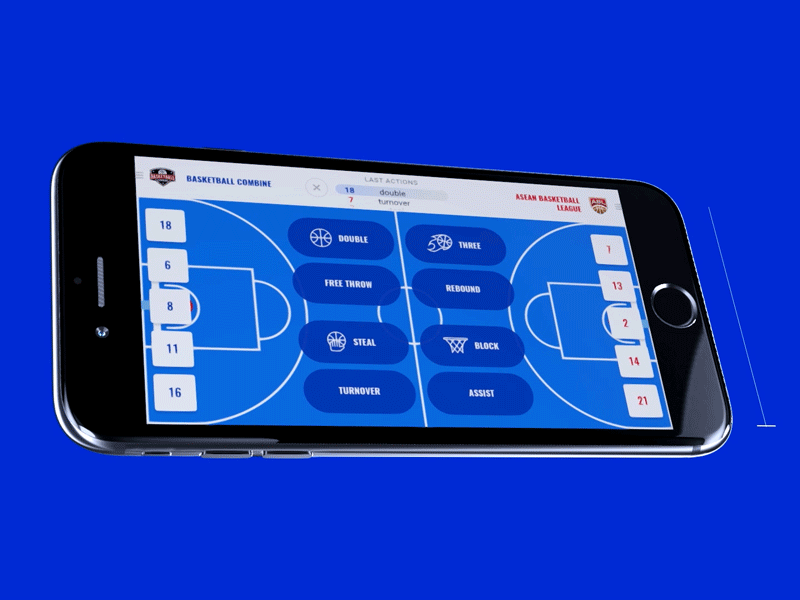 BASKETBALL COMBINE
LAST ACTIONS
18 double
7 turnover
ASEAN BASKETBALL
LEAGUE
18
6
8
11
16
DOUBLE
THREE
FREE THROW
REBOUND
STEAL
BLOCK
TURNOVER
ASSIST
7
13
2
14
21